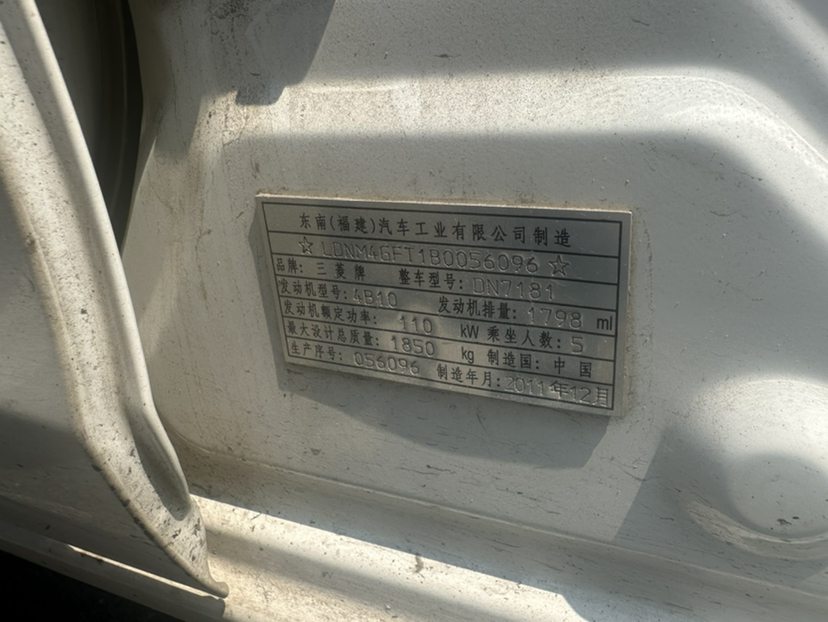 东南(福建)汽车工业有限公司制造
☆ LDNM4GFT1B0056096 ☆
品牌: 三菱牌 整车型号: DN7181
发动机型号: 4B10 发动机排量: 1798 ml
发动机额定功率: 110 kW 乘坐人数: 5
最大设计总质量: 1850 kg 制造国: 中国
生产序号: 056096 制造年月: 2011年12月